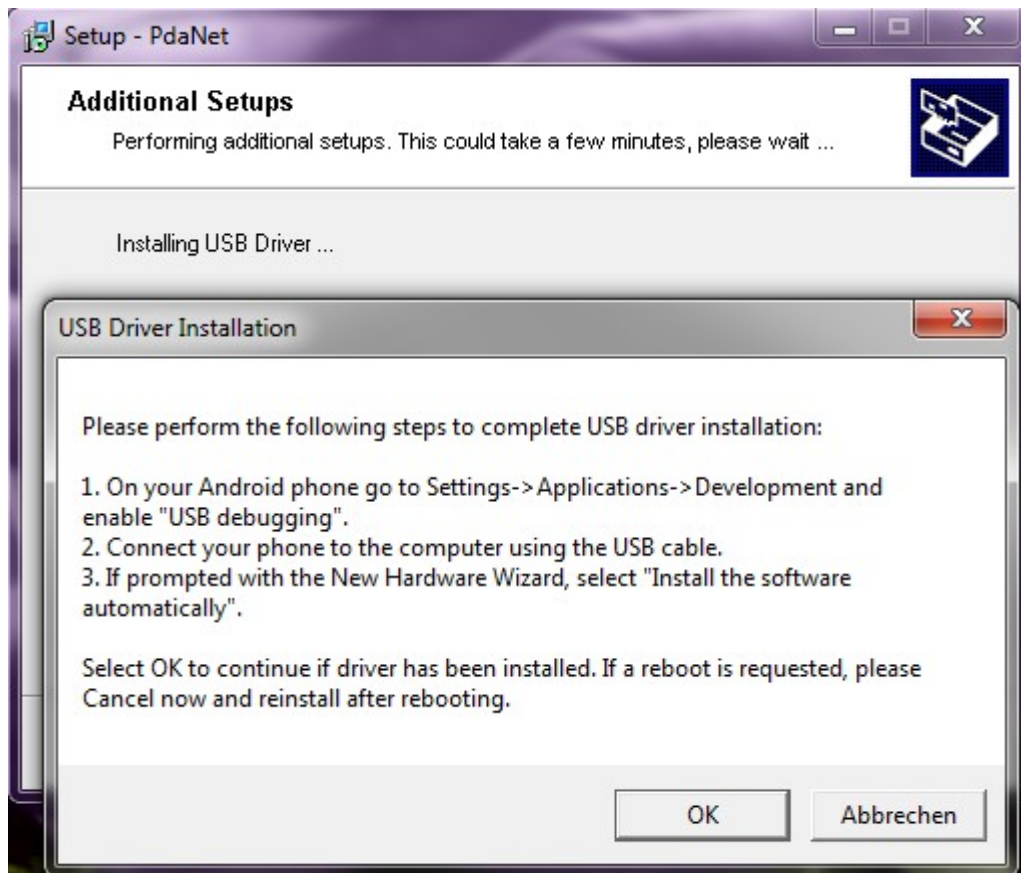 Setup - PdaNet
Additional Setups
Performing additional setups. This could take a few minutes, please wait ...
Installing USB Driver ...
USB Driver Installation
Please perform the following steps to complete USB driver installation:
1. On your Android phone go to Settings->Applications->Development and
enable "USB debugging".
2. Connect your phone to the computer using the USB cable.
3. If prompted with the New Hardware Wizard, select "Install the software
automatically".
Select OK to continue if driver has been installed. If a reboot is requested, please
Cancel now and reinstall after rebooting.
OK
Abbrechen